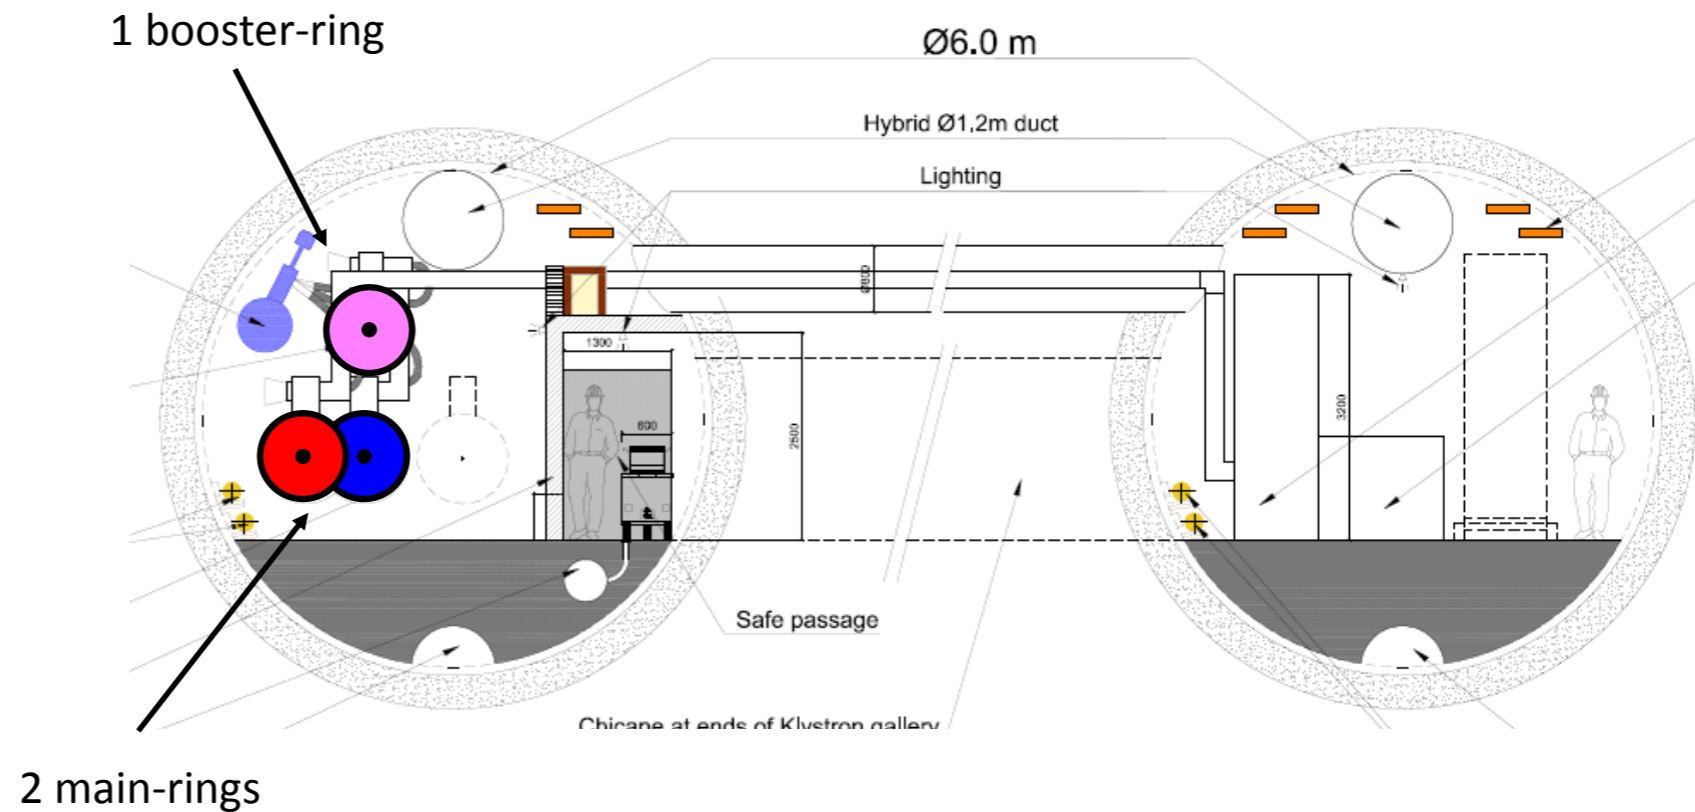 1 booster-ring
Ø6.0 m
Hybrid Ø1,2m duct
Lighting
Ø800
1300
600
2500
3200
Safe passage
Chicane at ends of Klystron gallery
2 main-rings